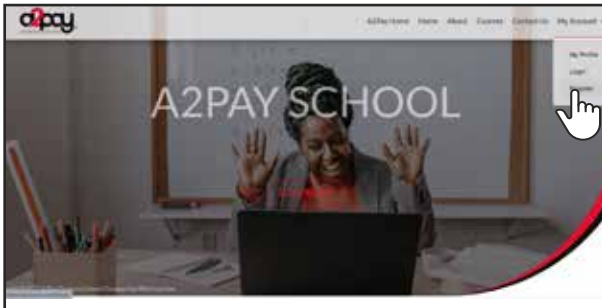 a2pay
A2Pay Home Home About Courses Contact Us My Account
My Profile
Login
A2PAY SCHOOL